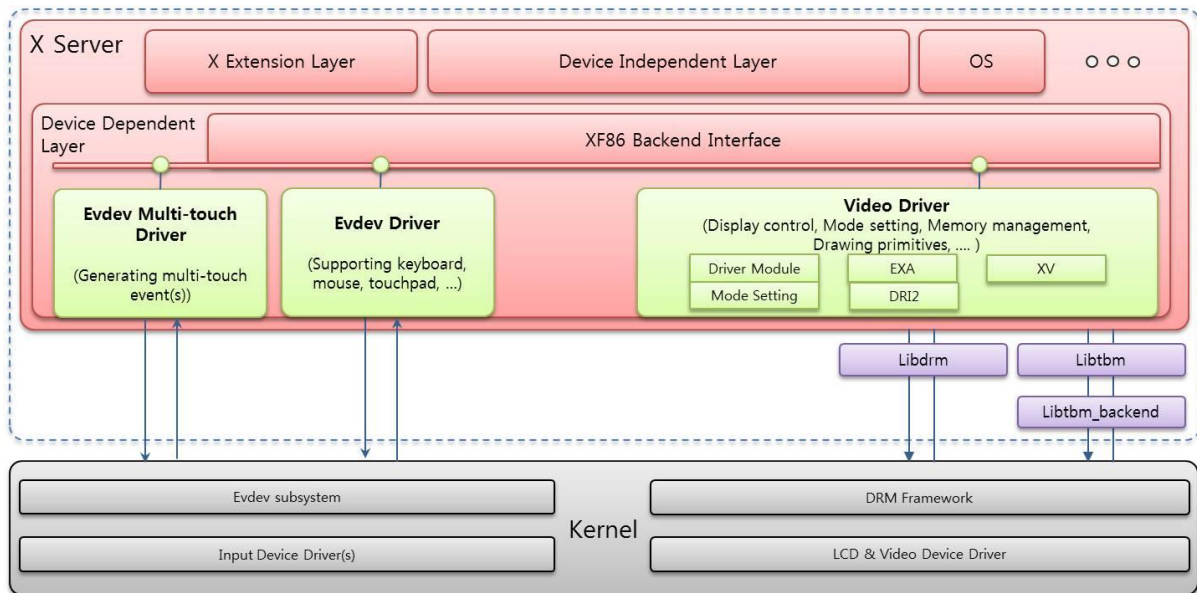 X Server
X Extension Layer
Device Independent Layer
OS
Device Dependent
Layer
XF86 Backend Interface
Evdev Multi-touch
Driver
(Generating multi-touch
event(s))
Evdev Driver
(Supporting keyboard,
mouse, touchpad, ...)
Video Driver
(Display control, Mode setting, Memory management,
Drawing primitives, .... )
Driver Module
EXA
XV
Mode Setting
DRI2
Libdrm
Libtbm
Libtbm_backend
Evdev subsystem
DRM Framework
Kernel
Input Device Driver(s)
LCD & Video Device Driver